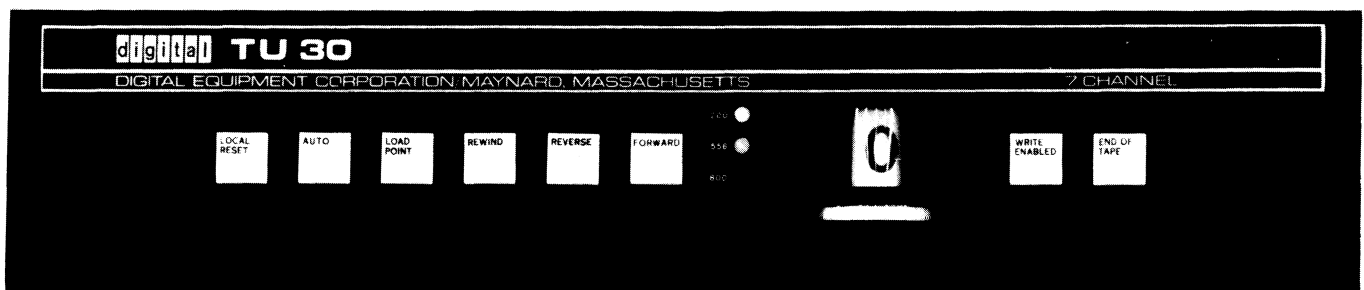 digital TU 30
DIGITAL EQUIPMENT CORPORATION/MAYNARD, MASSACHUSETTS 7 CHANNEL
LOCAL RESET
AUTO
LOAD POINT
REWIND
REVERSE
FORWARD
200
556
800
0
WRITE ENABLED
END OF TAPE